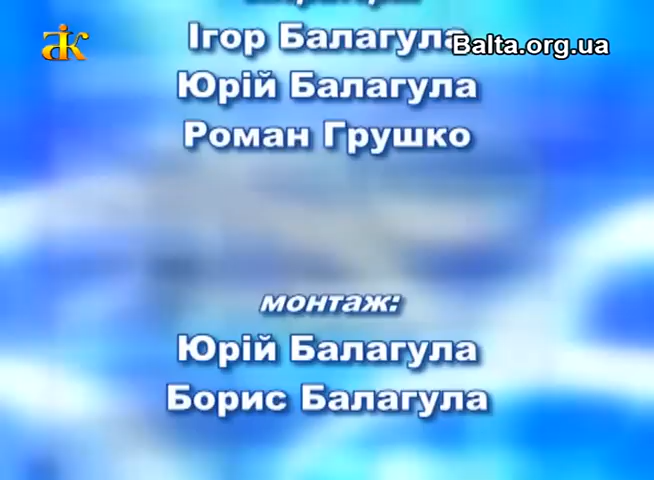 Ігор Балагула
Balta.org.ua
Юрій Балагула
Роман Грушко
монтаж:
Юрій Балагула
Борис Балагула